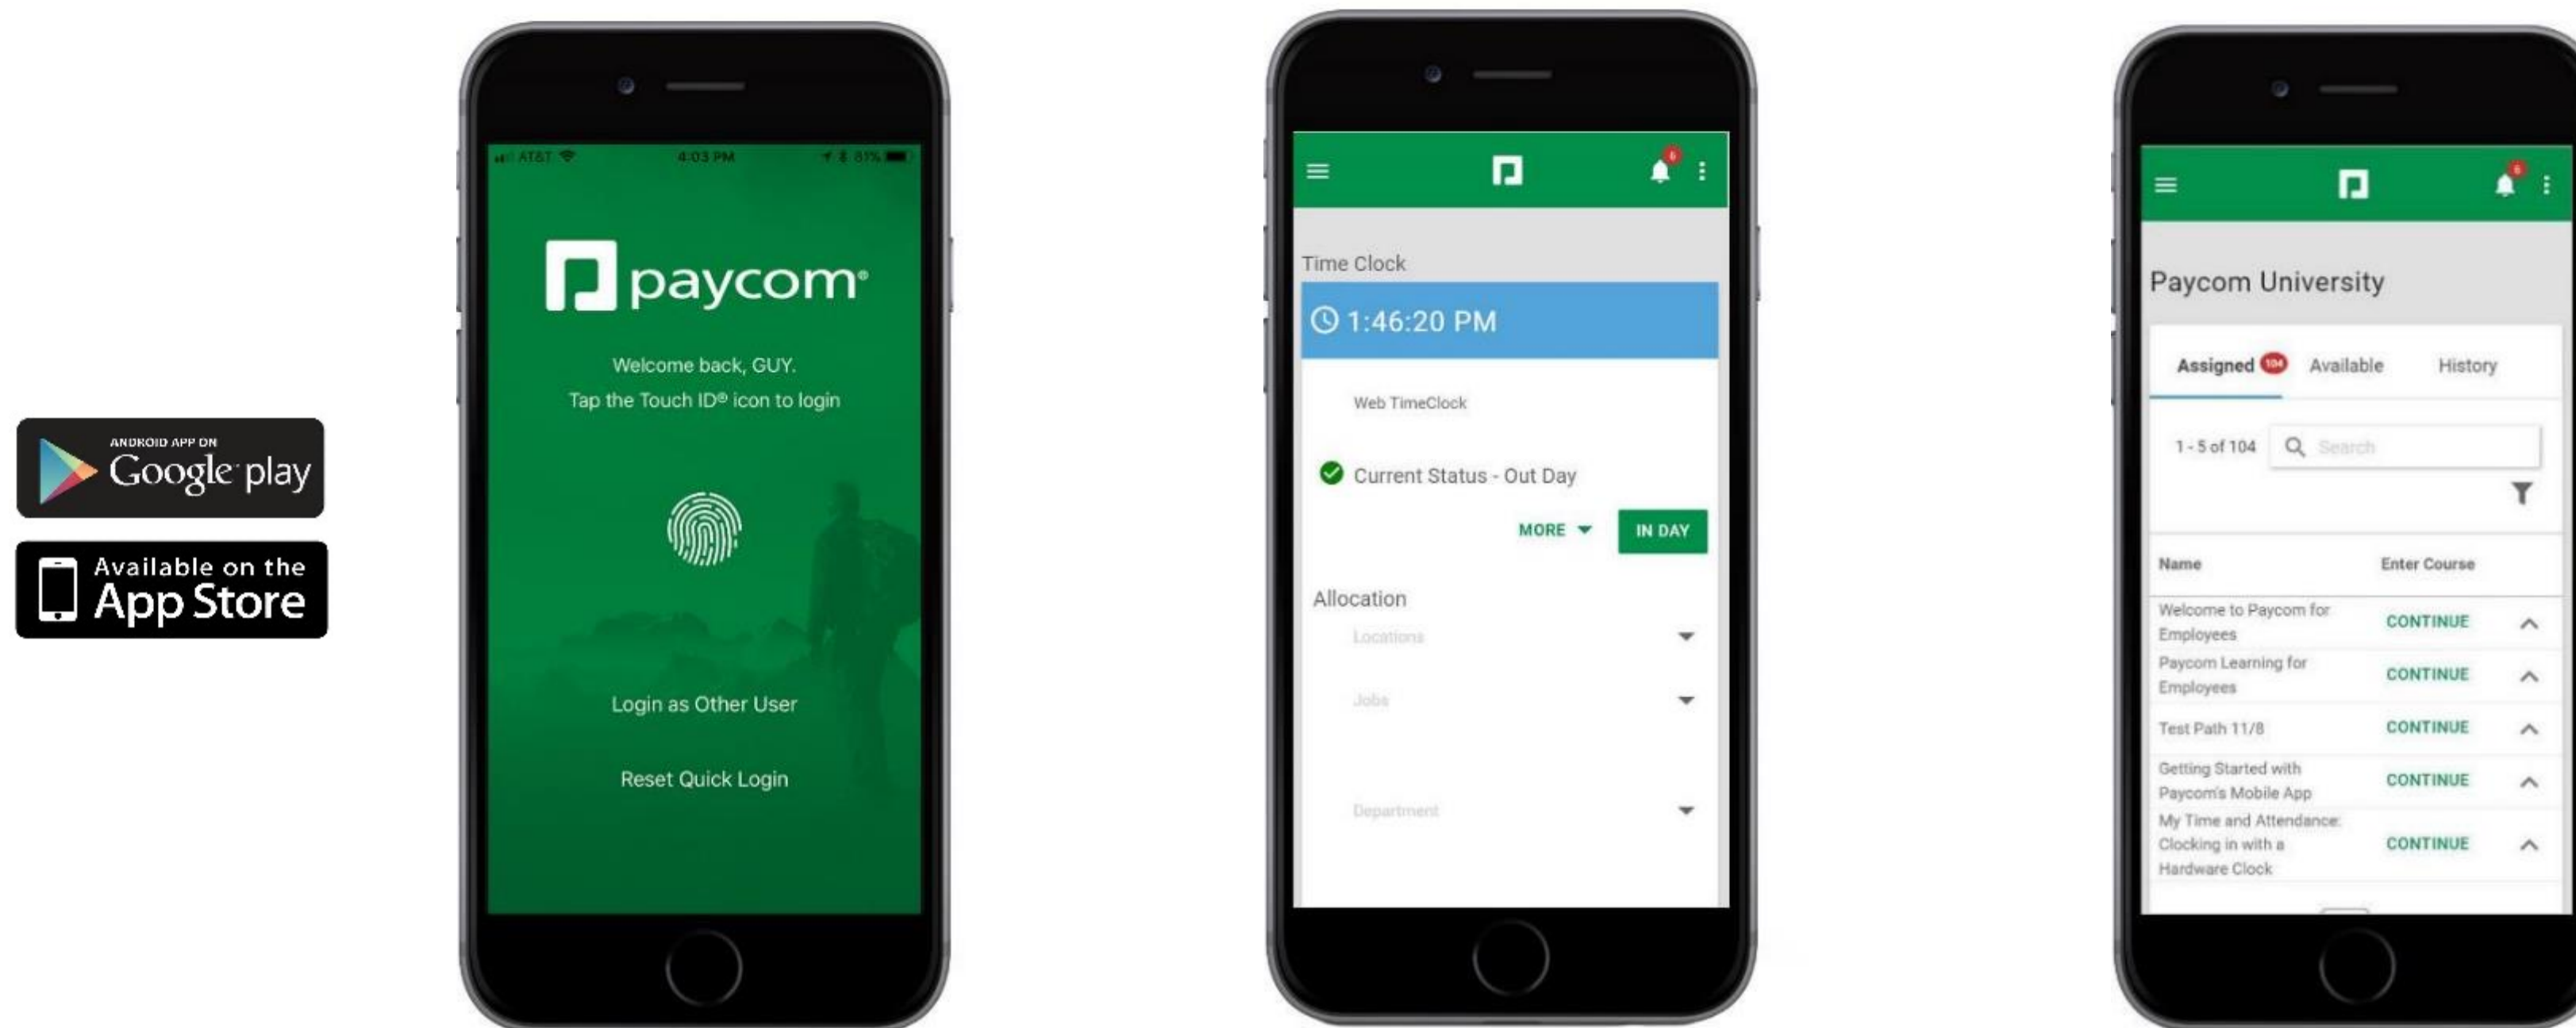 ANDROID APP ON
Google play
Available on the
App Store
AT&T 4:03 PM 81%
paycom®
Welcome back, GUY.
Tap the Touch ID® icon to login
Login as Other User
Reset Quick Login
6
Time Clock
1:46:20 PM
Web TimeClock
Current Status - Out Day
MORE IN DAY
Allocation
Locations
Jobs
Department
6
Paycom University
Assigned 104 Available History
1 - 5 of 104 Search
Name Enter Course
Welcome to Paycom for
Employees CONTINUE
Paycom Learning for
Employees CONTINUE
Test Path 11/8 CONTINUE
Getting Started with
Paycom's Mobile App CONTINUE
My Time and Attendance:
Clocking in with a CONTINUE
Hardware Clock